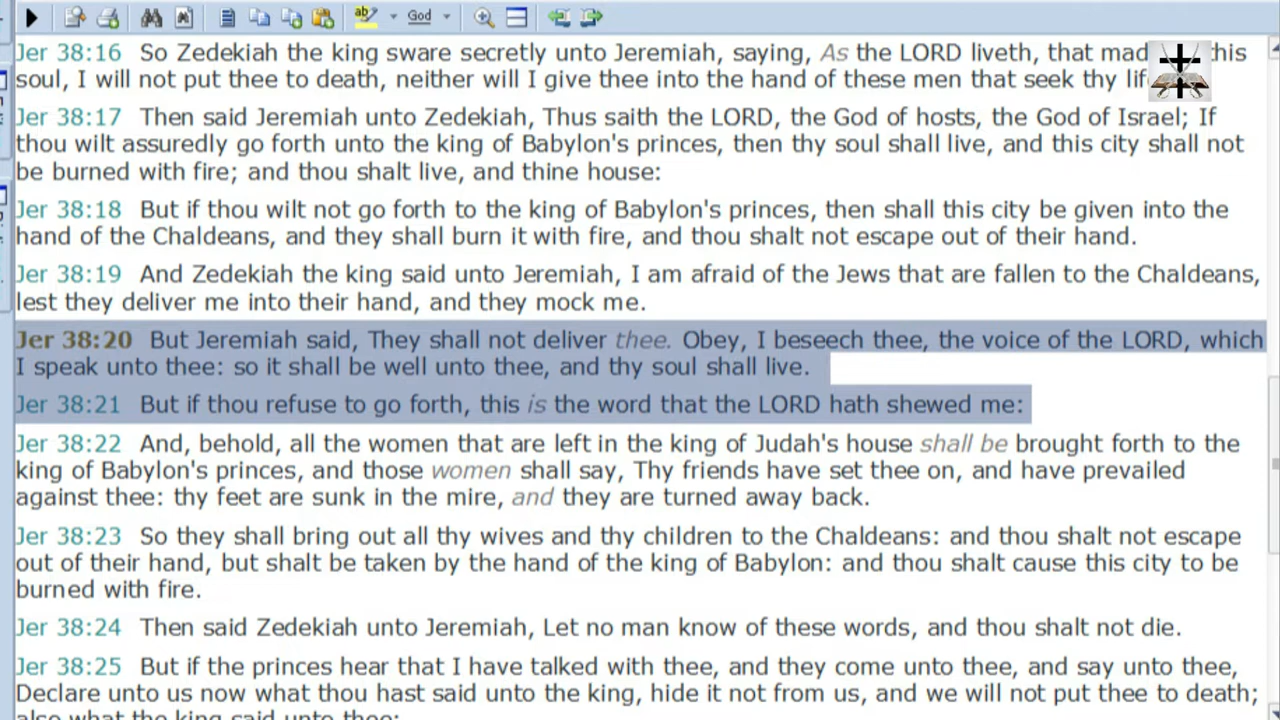 ab
God
Jer 38:16 So Zedekiah the king sware secretly unto Jeremiah, saying, As the LORD liveth, that mad his
soul, I will not put thee to death, neither will I give thee into the hand of these men that seek thy lif
Jer 38:17 Then said Jeremiah unto Zedekiah, Thus saith the LORD, the God of hosts, the God of Israel; If
thou wilt assuredly go forth unto the king of Babylon's princes, then thy soul shall live, and this city shall not
be burned with fire; and thou shalt live, and thine house:
Jer 38:18 But if thou wilt not go forth to the king of Babylon's princes, then shall this city be given into the
hand of the Chaldeans, and they shall burn it with fire, and thou shalt not escape out of their hand.
Jer 38:19 And Zedekiah the king said unto Jeremiah, I am afraid of the Jews that are fallen to the Chaldeans,
lest they deliver me into their hand, and they mock me.
Jer 38:20 But Jeremiah said, They shall not deliver thee. Obey, I beseech thee, the voice of the LORD, which
I speak unto thee: so it shall be well unto thee, and thy soul shall live.
Jer 38:21 But if thou refuse to go forth, this is the word that the LORD hath shewed me:
Jer 38:22 And, behold, all the women that are left in the king of Judah's house shall be brought forth to the
king of Babylon's princes, and those women shall say, Thy friends have set thee on, and have prevailed
against thee: thy feet are sunk in the mire, and they are turned away back.
Jer 38:23 So they shall bring out all thy wives and thy children to the Chaldeans: and thou shalt not escape
out of their hand, but shalt be taken by the hand of the king of Babylon: and thou shalt cause this city to be
burned with fire.
Jer 38:24 Then said Zedekiah unto Jeremiah, Let no man know of these words, and thou shalt not die.
Jer 38:25 But if the princes hear that I have talked with thee, and they come unto thee, and say unto thee,
Declare unto us now what thou hast said unto the king, hide it not from us, and we will not put thee to death;
also what the king said unto thee: